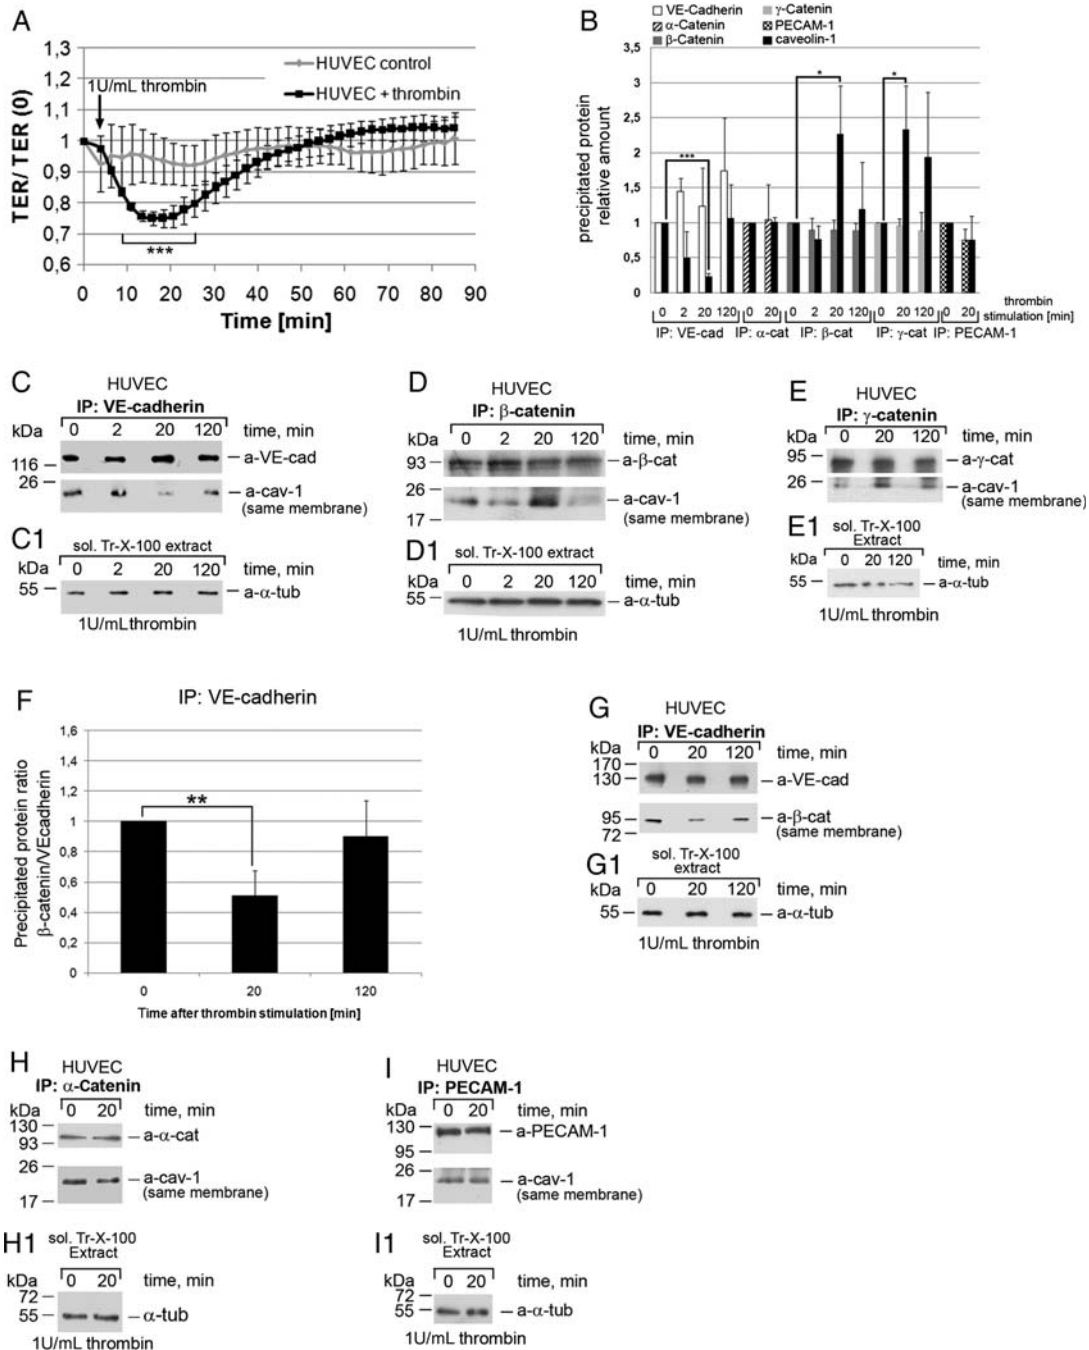 A
1,3
1,2
1,1
1
0,9
0,8
0,7
0,6
TER/ TER (0)
1U/mL thrombin
HUVEC control
HUVEC + thrombin
***
0 10 20 30 40 50 60 70 80 90
Time [min]
B
VE-Cadherin
α-Catenin
β-Catenin
γ-Catenin
PECAM-1
caveolin-1
3,5
3
2,5
2
1,5
1
0,5
0
precipitated protein
relative amount
***
*
*
0 2 20 120 0 20 0 2 20 120 0 20 120 0 20
thrombin
stimulation [min]
IP: VE-cad IP: α-cat IP: β-cat IP: γ-cat IP: PECAM-1
C
HUVEC
IP: VE-cadherin
kDa 0 2 20 120 time, min
116
a-VE-cad
26
a-cav-1
(same membrane)
C1
sol. Tr-X-100 extract
kDa 0 2 20 120 time, min
55
a-α-tub
1U/mL thrombin
D
HUVEC
IP: β-catenin
kDa 0 2 20 120 time, min
93
a-β-cat
26
a-cav-1
(same membrane)
17
D1
sol. Tr-X-100 extract
kDa 0 2 20 120 time, min
55
a-α-tub
1U/mL thrombin
E
HUVEC
IP: γ-catenin
kDa 0 20 120 time, min
95
a-γ-cat
26
a-cav-1
(same membrane)
E1
sol. Tr-X-100
Extract
kDa 0 20 120 time, min
55
a-α-tub
1U/mL thrombin
F
IP: VE-cadherin
1,6
1,4
1,2
1
0,8
0,6
0,4
0,2
0
Precipitated protein ratio
β-catenin/VEcadherin
**
0 20 120
Time after thrombin stimulation [min]
G
HUVEC
IP: VE-cadherin
kDa 0 20 120 time, min
170
130
a-VE-cad
95
a-β-cat
(same membrane)
72
G1
sol. Tr-X-100
extract
kDa 0 20 120 time, min
55
a-α-tub
1U/mL thrombin
H
HUVEC
IP: α-Catenin
kDa 0 20 time, min
130
93
a-α-cat
26
a-cav-1
(same membrane)
17
H1
sol. Tr-X-100
Extract
kDa 0 20 time, min
72
55
α-tub
1U/mL thrombin
I
HUVEC
IP: PECAM-1
kDa 0 20 time, min
130
a-PECAM-1
95
26
a-cav-1
(same membrane)
17
I1
sol. Tr-X-100
Extract
kDa 0 20 time, min
72
55
a-α-tub
1U/mL thrombin